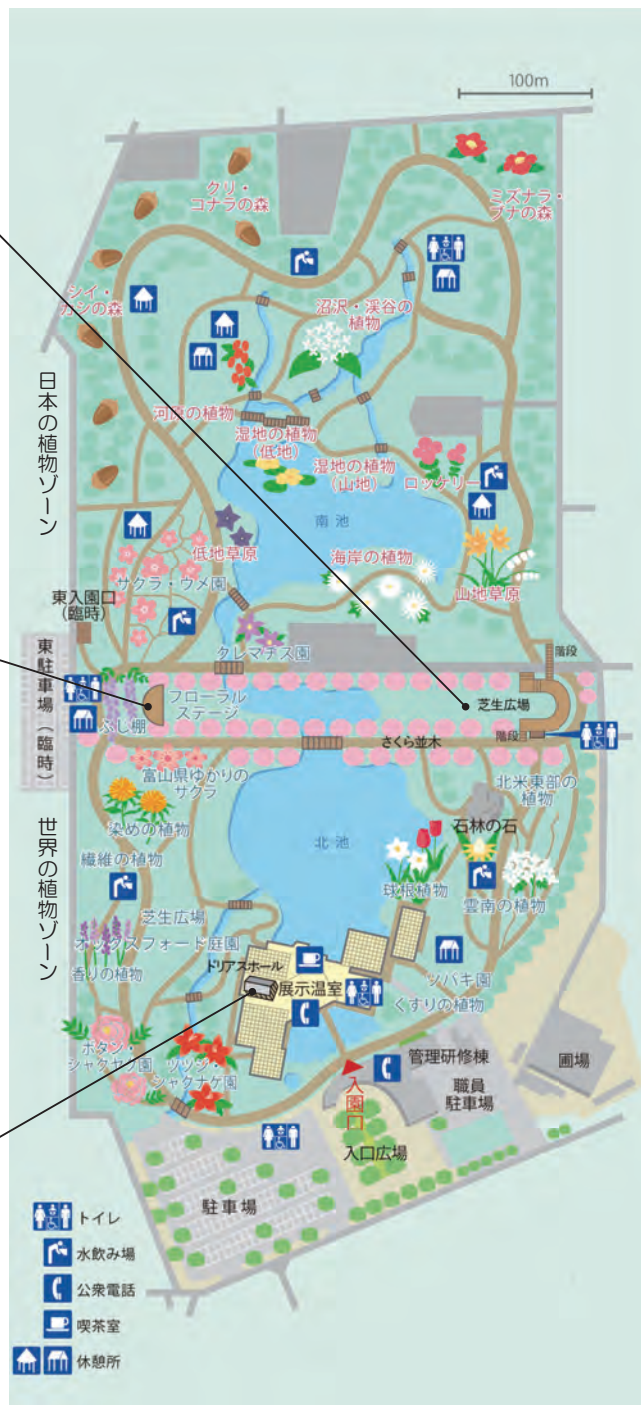 100m
クリ・
コナラの森
ミズナラ・
ブナの森
シイ・
カシの森
沼沢・渓谷の
植物
日本の植物ゾーン
河原の植物
湿地の植物
(低地)
湿地の植物
(山地)
ロックリー
南池
低地草原
海岸の植物
サクラ・ウメ園
山地草原
東入園口
(臨時)
クレマチス園
東駐車場(臨時)
階段
フローラル
ステージ
芝生広場
ふじ棚
階段
さくら並木
富山県ゆかりの
サクラ
北米東部の
植物
染めの植物
石林の石
世界の植物ゾーン
北池
繊維の植物
球根植物
雲南の植物
芝生広場
オックスフォード庭園
香りの植物
ドリアスホール
展示温室
ツバキ園
くすりの植物
ボタン・
シャクヤク園
ツツジ・
シャクナゲ園
管理研修棟
圃場
入園口
職員
駐車場
入口広場
駐車場
トイレ
水飲み場
公衆電話
喫茶室
休憩所